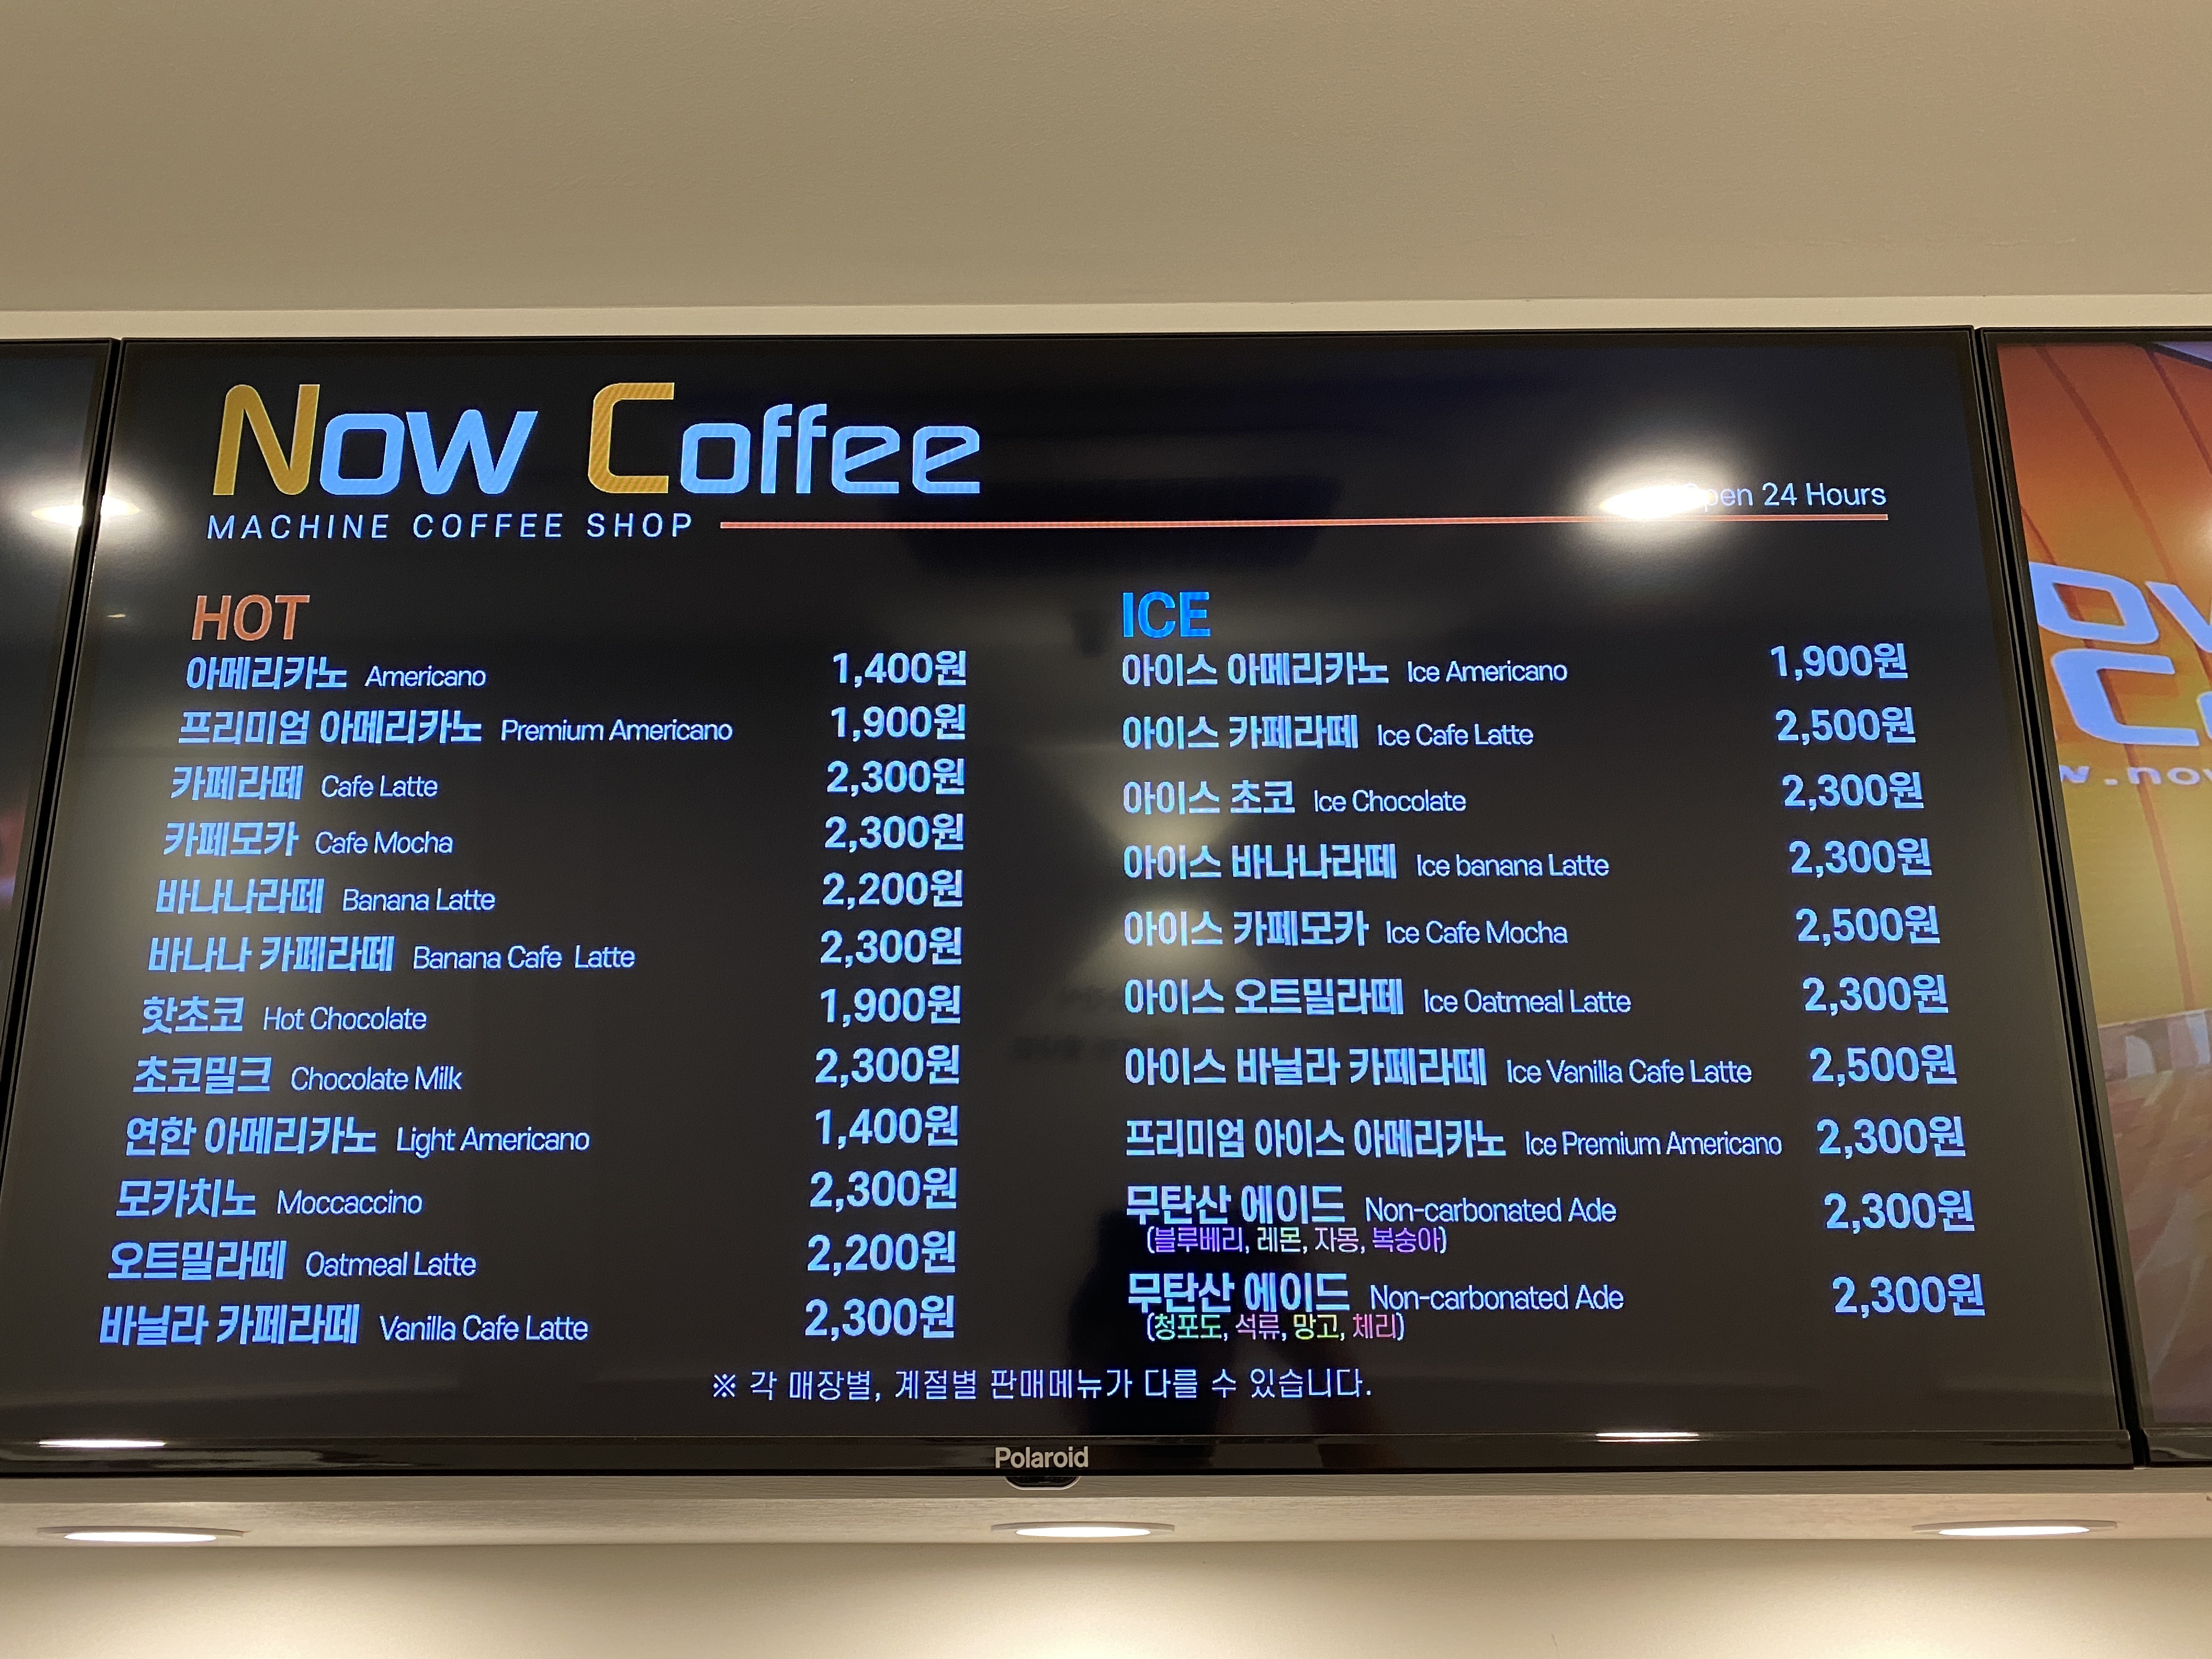 Now Coffee
MACHINE COFFEE SHOP
24 Hours
HOT
아메리카노 Americano 1,400원
프리미엄 아메리카노 Premium Americano 1,900원
카페라떼 Cafe Latte 2,300원
카페모카 Cafe Mocha 2,300원
바나나라떼 Banana Latte 2,200원
바나나 카페라떼 Banana Cafe Latte 2,300원
핫초코 Hot Chocolate 1,900원
초코밀크 Chocolate Milk 2,300원
연한 아메리카노 Light Americano 1,400원
모카치노 Moccaccino 2,300원
오트밀라떼 Oatmeal Latte 2,200원
바닐라 카페라떼 Vanilla Cafe Latte 2,300원
ICE
아이스 아메리카노 Ice Americano 1,900원
아이스 카페라떼 Ice Cafe Latte 2,500원
아이스 초코 Ice Chocolate 2,300원
아이스 바나나라떼 Ice banana Latte 2,300원
아이스 카페모카 Ice Cafe Mocha 2,500원
아이스 오트밀라떼 Ice Oatmeal Latte 2,300원
아이스 바닐라 카페라떼 Ice Vanilla Cafe Latte 2,500원
프리미엄 아이스 아메리카노 Ice Premium Americano 2,300원
무탄산 에이드 Non-carbonated Ade 2,300원
(블루베리, 레몬, 자몽, 복숭아)
무탄산 에이드 Non-carbonated Ade 2,300원
(청포도, 석류, 망고, 체리)
※ 각 매장별, 계절별 판매메뉴가 다를 수 있습니다.
Polaroid